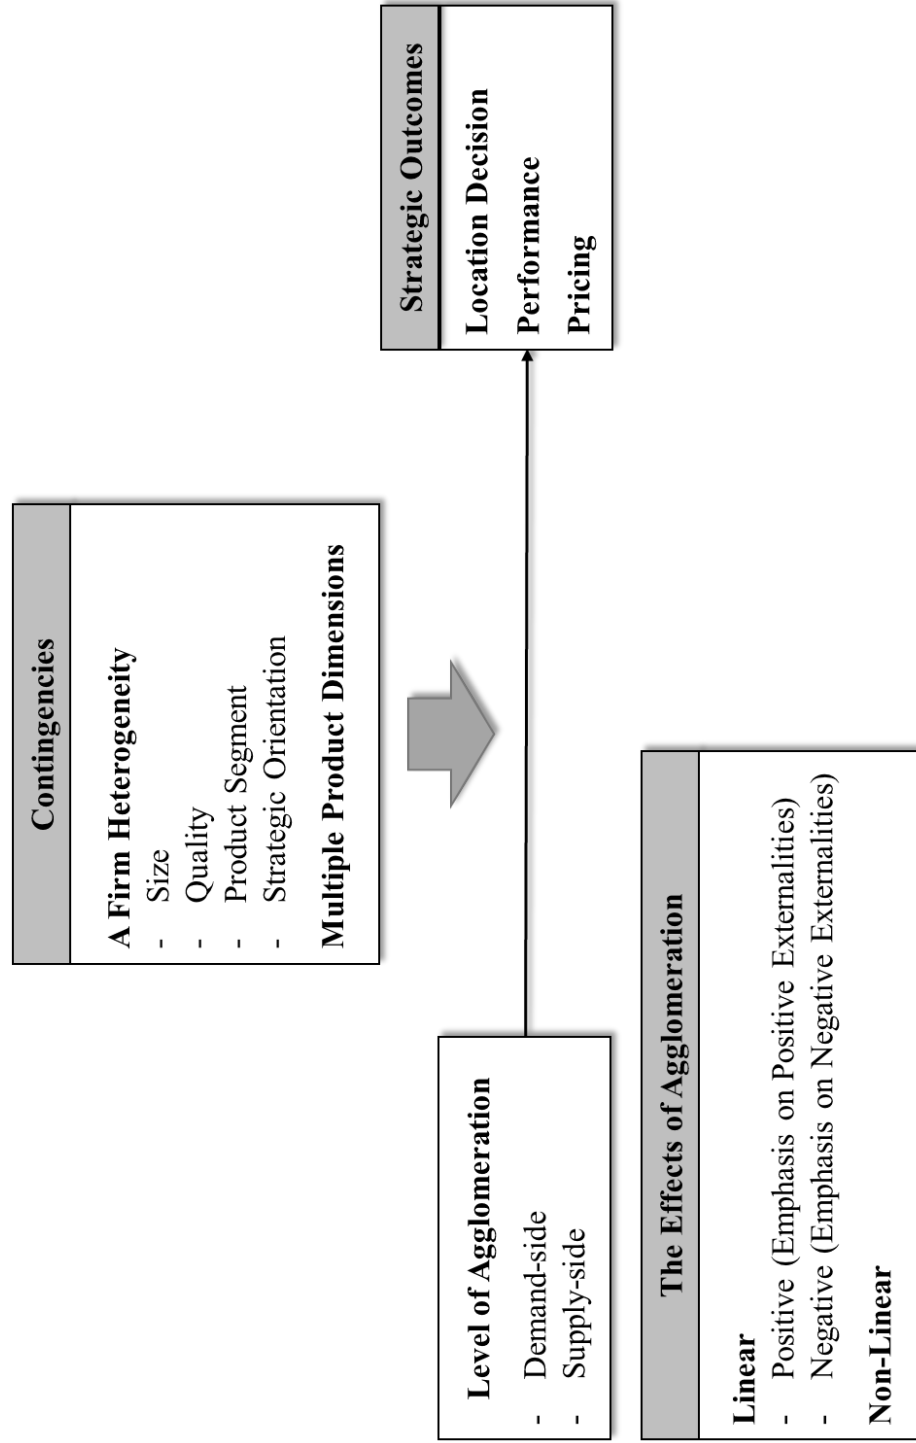 Contingencies
A Firm Heterogeneity
- Size
- Quality
- Product Segment
- Strategic Orientation
Multiple Product Dimensions
Level of Agglomeration
- Demand-side
- Supply-side
Strategic Outcomes
Location Decision
Performance
Pricing
The Effects of Agglomeration
Linear
- Positive (Emphasis on Positive Externalities)
- Negative (Emphasis on Negative Externalities)
Non-Linear